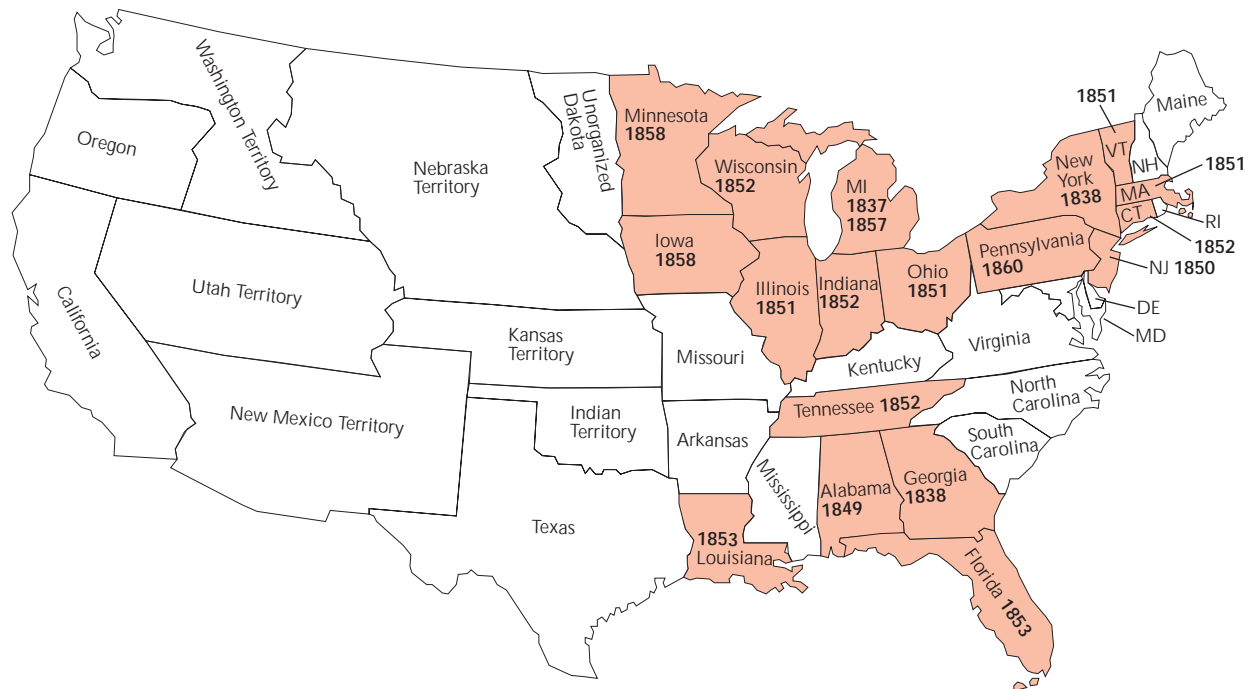 Washington Territory
Oregon
California
Utah Territory
New Mexico Territory
Nebraska
Territory
Unorganized
Dakota
Kansas
Territory
Indian
Territory
Texas
Minnesota
1858
Iowa
1858
Missouri
Arkansas
1853
Louisiana
Wisconsin
1852
Illinois
1851
MI
1837
1857
Indiana
1852
Ohio
1851
Kentucky
Tennessee 1852
Mississippi
Alabama
1849
Georgia
1838
Florida 1853
South
Carolina
North
Carolina
Virginia
Pennsylvania
1860
New
York
1838
1851
VT
NH
Maine
MA
1851
CT
1852
RI
NJ 1850
DE
MD